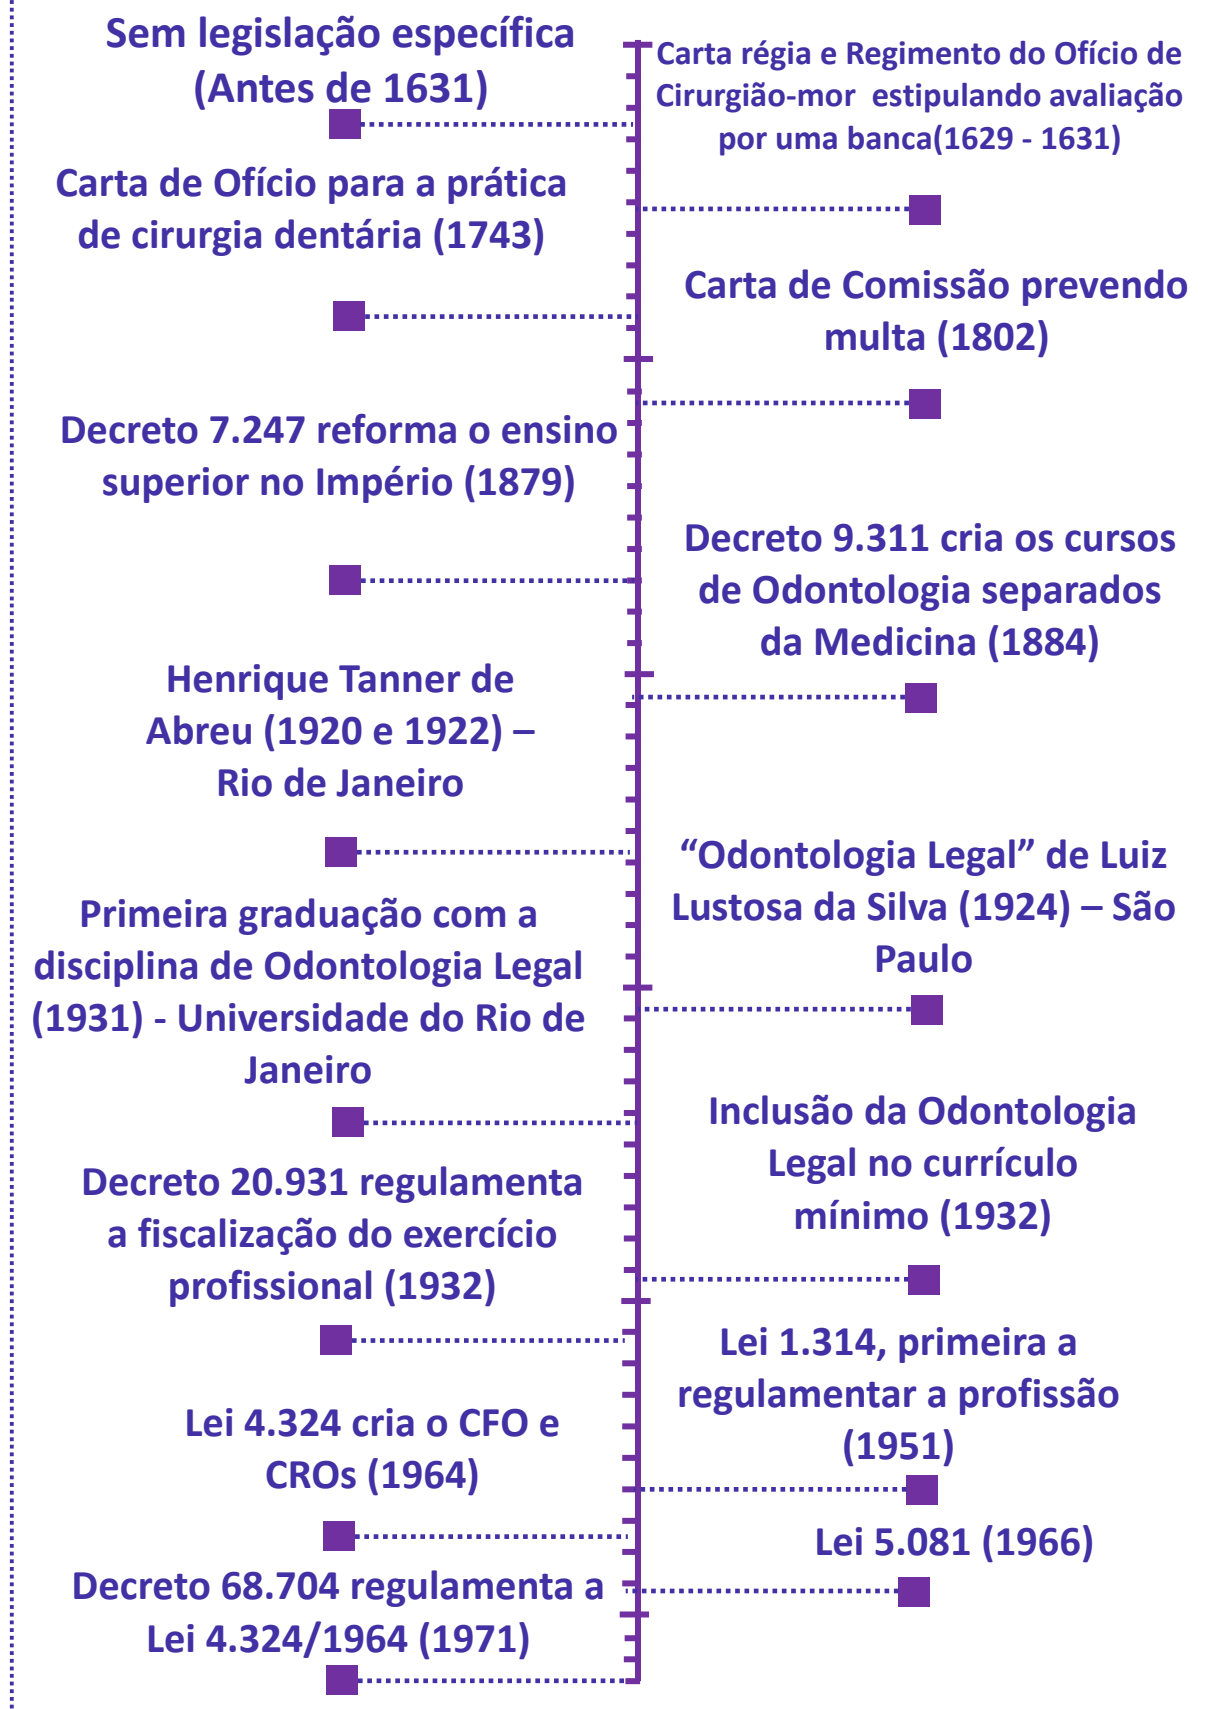 Sem legislação específica
(Antes de 1631)
Carta régia e Regimento do Ofício de
Cirurgião-mor estipulando avaliação
por uma banca(1629 - 1631)
Carta de Ofício para a prática
de cirurgia dentária (1743)
Carta de Comissão prevendo
multa (1802)
Decreto 7.247 reforma o ensino
superior no Império (1879)
Decreto 9.311 cria os cursos
de Odontologia separados
da Medicina (1884)
Henrique Tanner de
Abreu (1920 e 1922) –
Rio de Janeiro
“Odontologia Legal” de Luiz
Lustosa da Silva (1924) – São
Paulo
Primeira graduação com a
disciplina de Odontologia Legal
(1931) - Universidade do Rio de
Janeiro
Inclusão da Odontologia
Legal no currículo
mínimo (1932)
Decreto 20.931 regulamenta
a fiscalização do exercício
profissional (1932)
Lei 1.314, primeira a
regulamentar a profissão
(1951)
Lei 4.324 cria o CFO e
CROs (1964)
Lei 5.081 (1966)
Decreto 68.704 regulamenta a
Lei 4.324/1964 (1971)